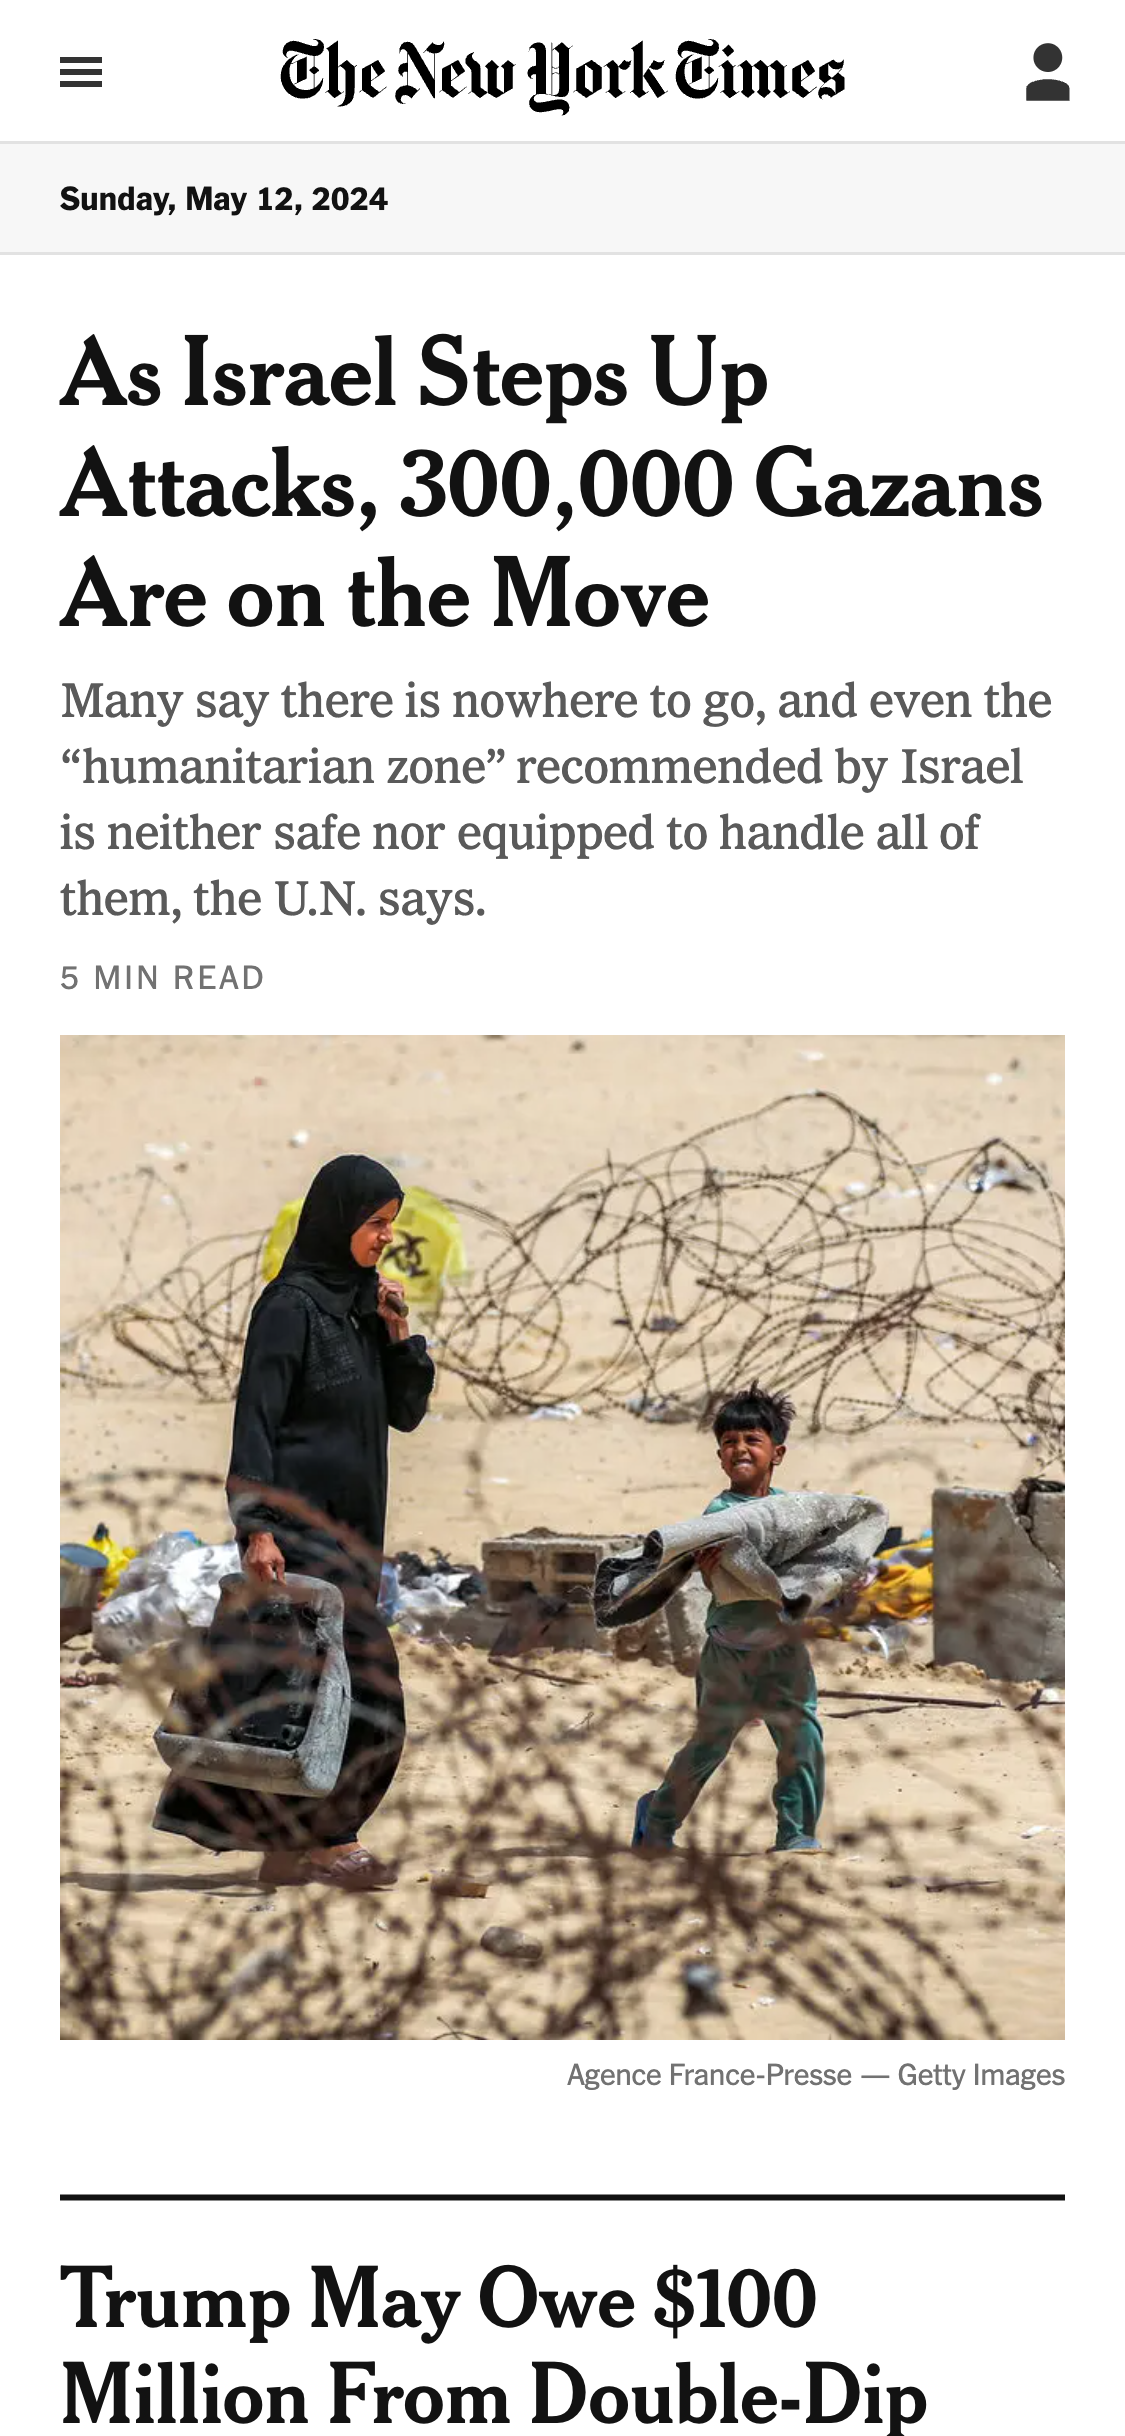 The New York Times
Sunday, May 12, 2024
As Israel Steps Up
Attacks, 300,000 Gazans
Are on the Move
Many say there is nowhere to go, and even the
“humanitarian zone” recommended by Israel
is neither safe nor equipped to handle all of
them, the U.N. says.
5 MIN READ
Agence France-Presse — Getty Images
Trump May Owe $100
Million From Double-Dip